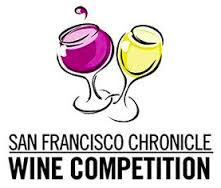 SAN FRANCISCO CHRONICLE
WINE COMPETITION